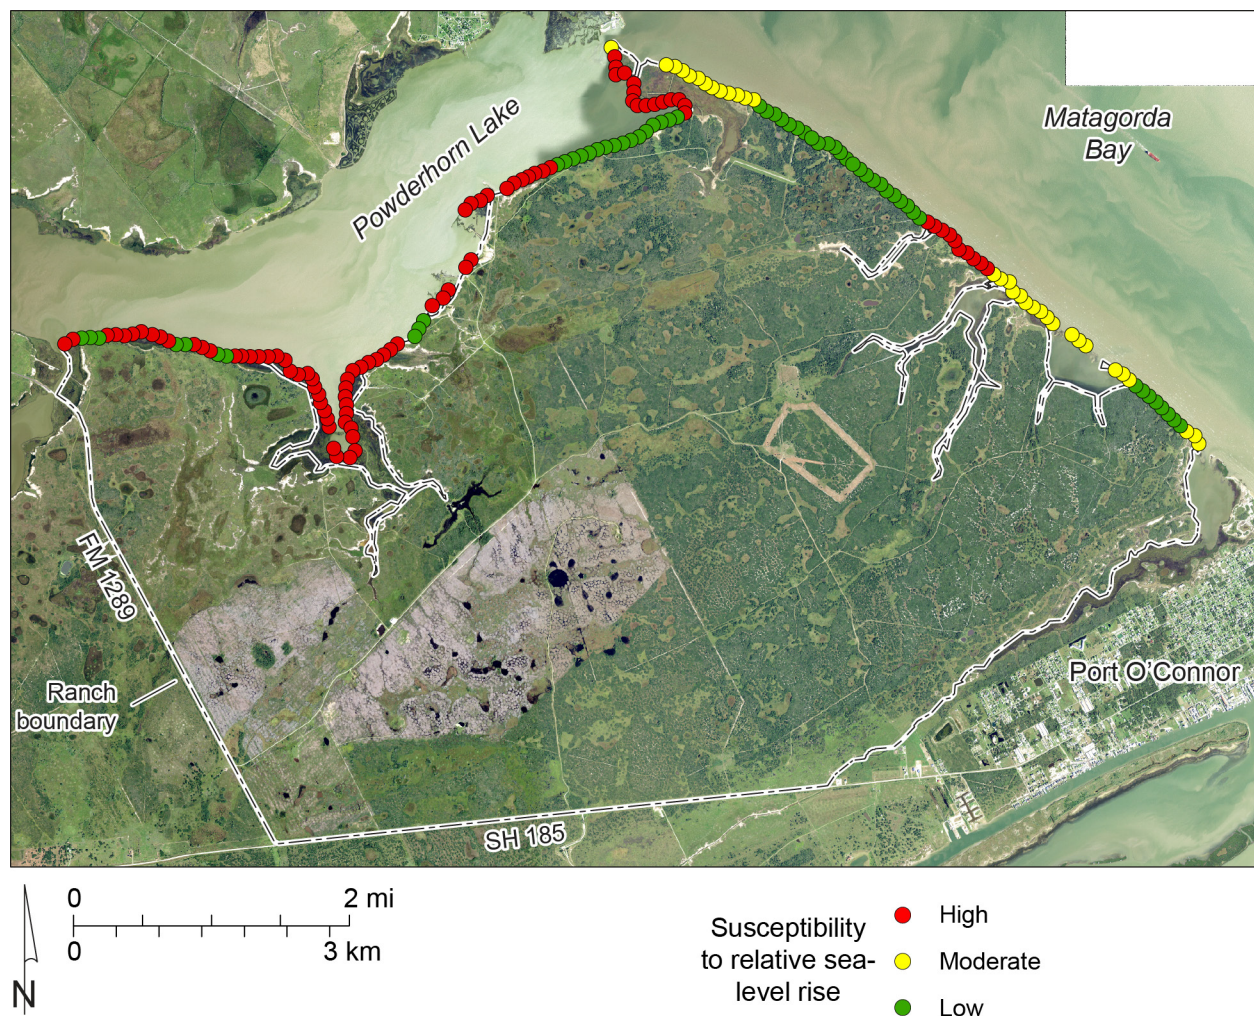 Matagorda
Bay
Powderhorn Lake
FM 1289
Ranch
boundary
Port O'Connor
SH 185
0 2 mi
0 3 km
N
Susceptibility
to relative sea-
level rise
High
Moderate
Low